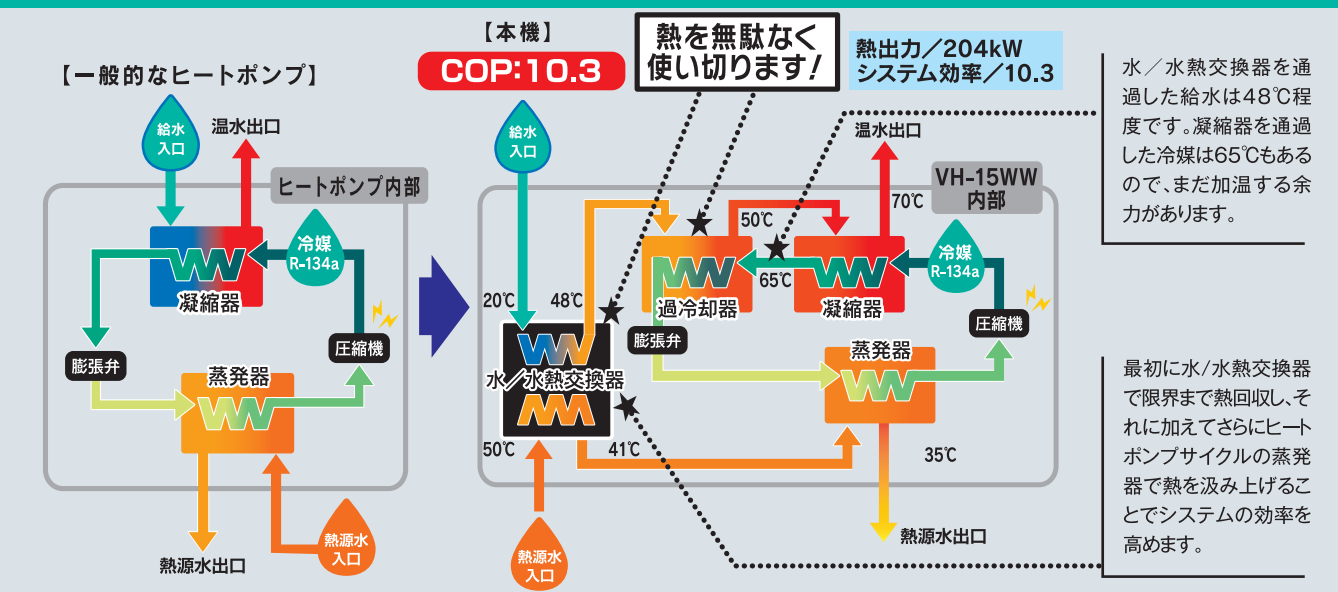 【一般的なヒートポンプ】
給水
入口
温水出口
ヒートポンプ内部
冷媒
R-134a
凝縮器
膨張弁
圧縮機
蒸発器
熱源水出口
熱源水
入口
【本機】
COP:10.3
熱を無駄なく
使い切ります!
熱出力/204kW
システム効率/10.3
給水
入口
温水出口
VH-15WW
内部
70℃
50℃
冷媒
R-134a
65℃
過冷却器
凝縮器
20℃
48℃
圧縮機
膨張弁
蒸発器
水/水熱交換器
50℃
41℃
35℃
熱源水出口
熱源水
入口
水/水熱交換器を通
過した給水は48℃程
度です。凝縮器を通過
した冷媒は65℃もある
ので、まだ加温する余
力があります。
最初に水/水熱交換器
で限界まで熱回収し、そ
れに加えてさらにヒート
ポンプサイクルの蒸発
器で熱を汲み上げるこ
とでシステムの効率を
高めます。